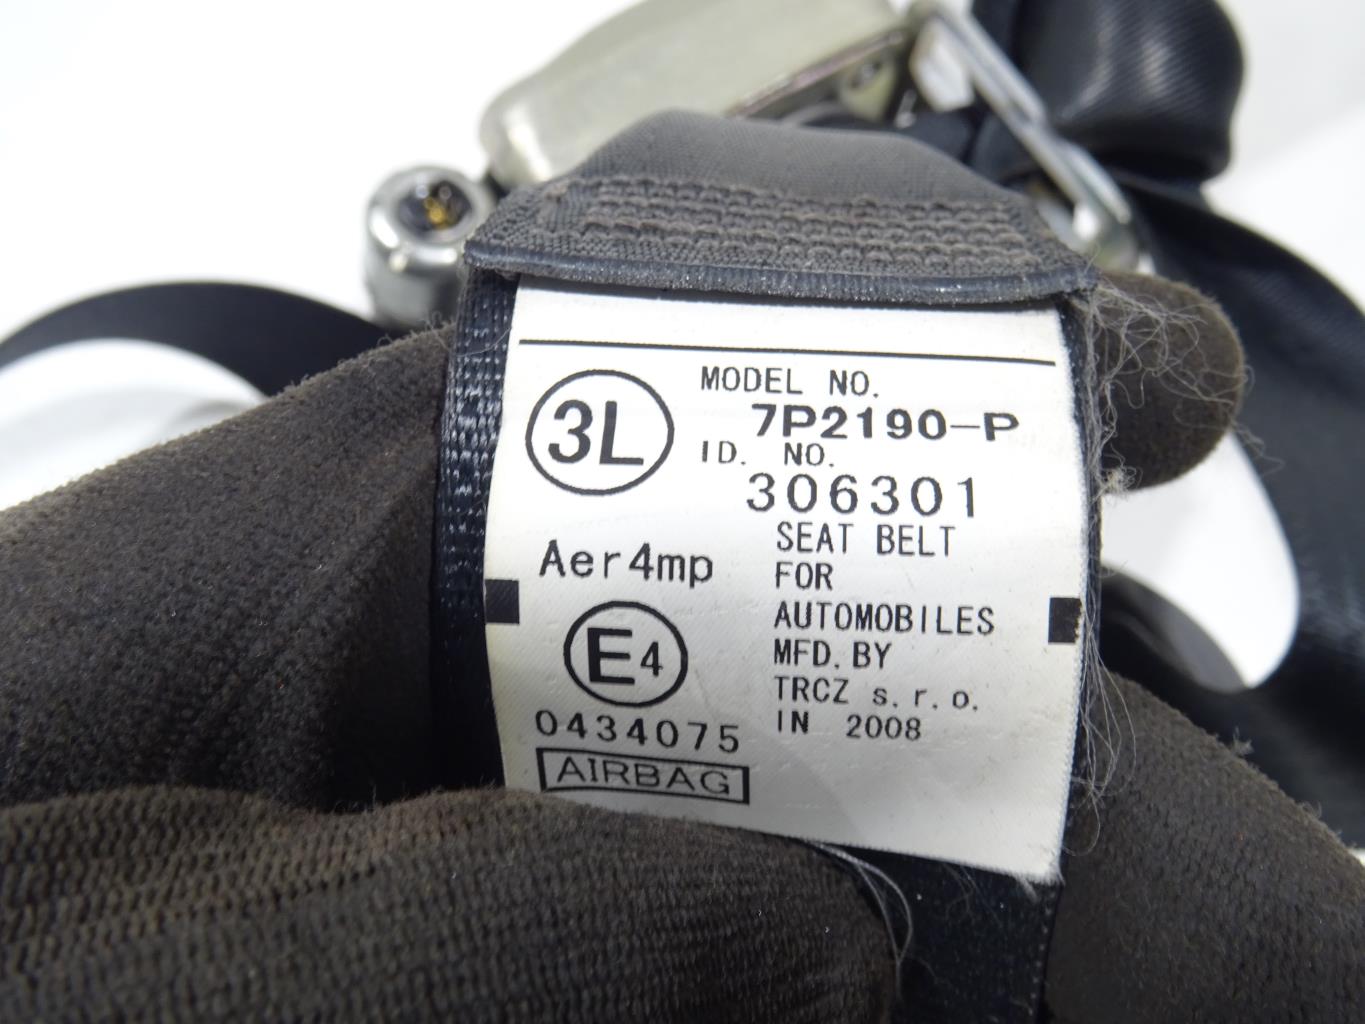 MODEL NO.
7P2190-P
3L
ID. NO.
306301
SEAT BELT
FOR
AUTOMOBILES
MFD. BY
TRCZ s.r.o.
IN 2008
Aer4mp
E4
0434075
AIRBAG